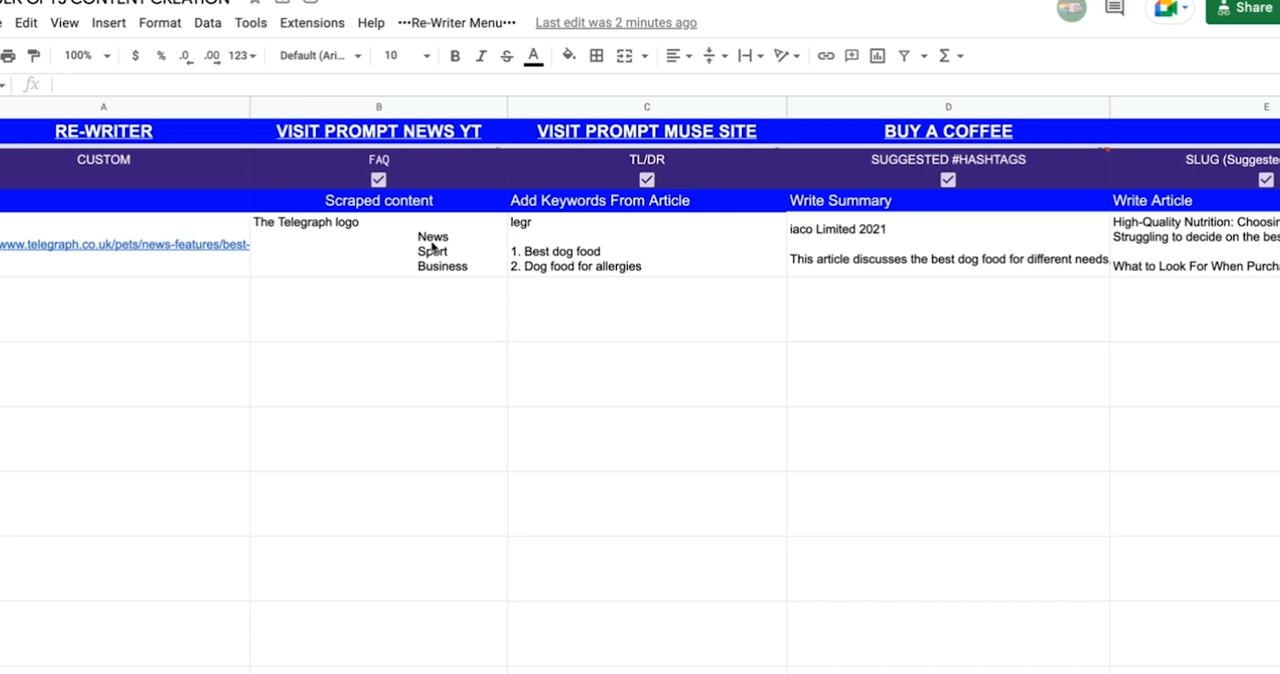 CONTENT CREATION
Edit View Insert Format Data Tools Extensions Help •••Re-Writer Menu••• Last edit was 2 minutes ago
Share
100% $ % .0 .00 123 Default (Ari... 10 B I S A
fx
A B C D E
RE-WRITER VISIT PROMPT NEWS YT VISIT PROMPT MUSE SITE BUY A COFFEE
CUSTOM FAQ TL/DR SUGGESTED #HASHTAGS SLUG (Suggeste
Scraped content Add Keywords From Article Write Summary Write Article
www.telegraph.co.uk/pets/news-features/best-
The Telegraph logo
News
Sport
Business
legr
1. Best dog food
2. Dog food for allergies
iaco Limited 2021
This article discusses the best dog food for different needs,
High-Quality Nutrition: Choosin
Struggling to decide on the bes
What to Look For When Purch